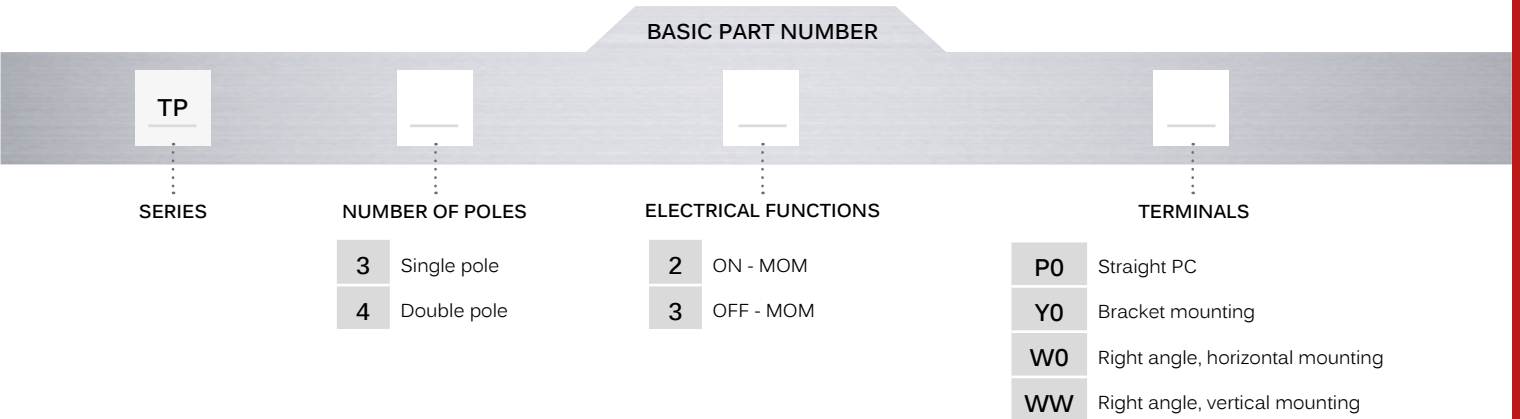 BASIC PART NUMBER
TP
SERIES
NUMBER OF POLES
3 Single pole
4 Double pole
ELECTRICAL FUNCTIONS
2 ON - MOM
3 OFF - MOM
TERMINALS
P0 Straight PC
Y0 Bracket mounting
W0 Right angle, horizontal mounting
WW Right angle, vertical mounting